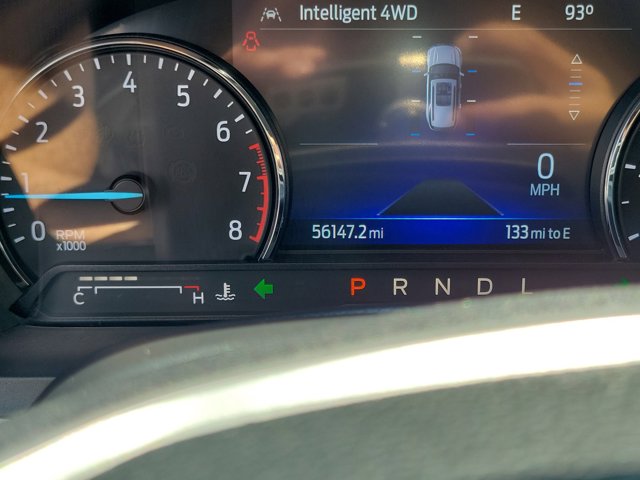 Intelligent 4WD E 93º
0 1 2 3 4 5 6 7 8
RPM
x1000
0
MPH
56147.2 mi 133 mi to E
C H P R N D L